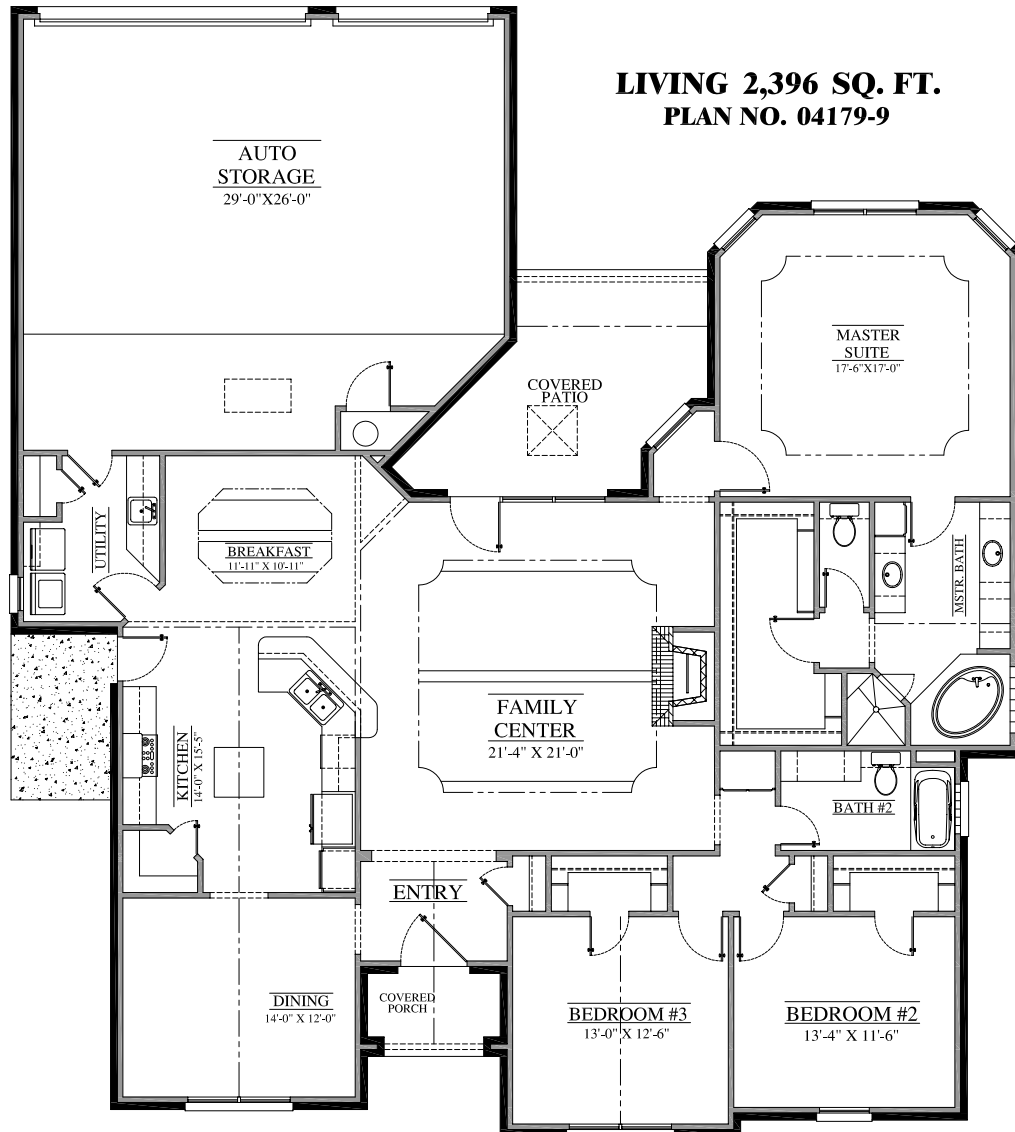 LIVING 2,396 SQ. FT.
PLAN NO. 04179-9
AUTO
STORAGE
29'-0"X26'-0"
MASTER
SUITE
17'-6"X17'-0"
COVERED
PATIO
UTILITY
BREAKFAST
11'-11" X 10'-11"
MSTR. BATH
FAMILY
CENTER
21'-4" X 21'-0"
KITCHEN
14'-0" X 15'-5"
BATH #2
ENTRY
DINING
14'-0" X 12'-0"
COVERED
PORCH
BEDROOM #3
13'-0" X 12'-6"
BEDROOM #2
13'-4" X 11'-6"